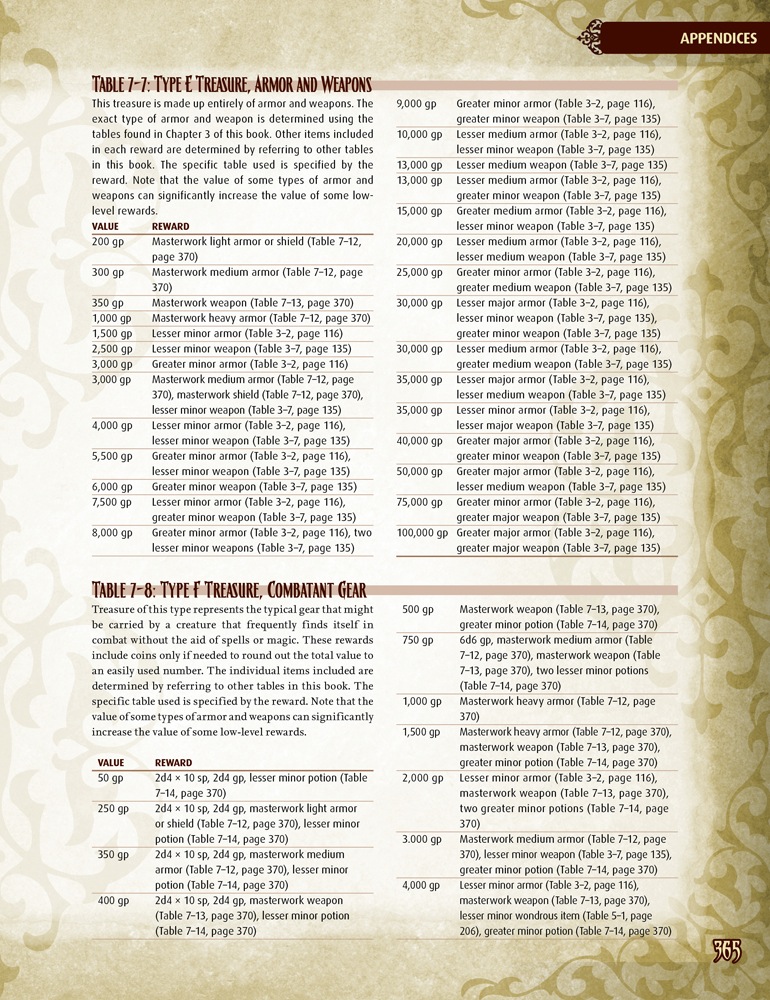 APPENDICES
TABLE 7–7: TYPE E TREASURE, ARMOR AND WEAPONS
This treasure is made up entirely of armor and weapons. The
exact type of armor and weapon is determined using the
tables found in Chapter 3 of this book. Other items included
in each reward are determined by referring to other tables
in this book. The specific table used is specified by the
reward. Note that the value of some types of armor and
weapons can significantly increase the value of some low-
level rewards.
VALUE REWARD
200 gp Masterwork light armor or shield (Table 7–12,
page 370)
300 gp Masterwork medium armor (Table 7–12, page
370)
350 gp Masterwork weapon (Table 7–13, page 370)
1,000 gp Masterwork heavy armor (Table 7–12, page 370)
1,500 gp Lesser minor armor (Table 3–2, page 116)
2,500 gp Lesser minor weapon (Table 3–7, page 135)
3,000 gp Greater minor armor (Table 3–2, page 116)
3,000 gp Masterwork medium armor (Table 7–12, page
370), masterwork shield (Table 7–12, page 370),
lesser minor weapon (Table 3–7, page 135)
4,000 gp Lesser minor armor (Table 3–2, page 116),
lesser minor weapon (Table 3–7, page 135)
5,500 gp Greater minor armor (Table 3–2, page 116),
lesser minor weapon (Table 3–7, page 135)
6,000 gp Greater minor weapon (Table 3–7, page 135)
7,500 gp Lesser minor armor (Table 3–2, page 116),
greater minor weapon (Table 3–7, page 135)
8,000 gp Greater minor armor (Table 3–2, page 116), two
lesser minor weapons (Table 3–7, page 135)
9,000 gp Greater minor armor (Table 3–2, page 116),
greater minor weapon (Table 3–7, page 135)
10,000 gp Lesser medium armor (Table 3–2, page 116),
lesser minor weapon (Table 3–7, page 135)
13,000 gp Lesser medium weapon (Table 3–7, page 135)
13,000 gp Lesser medium armor (Table 3–2, page 116),
greater minor weapon (Table 3–7, page 135)
15,000 gp Greater medium armor (Table 3–2, page 116),
lesser minor weapon (Table 3–7, page 135)
20,000 gp Lesser medium armor (Table 3–2, page 116),
lesser medium weapon (Table 3–7, page 135)
25,000 gp Greater minor armor (Table 3–2, page 116),
greater medium weapon (Table 3–7, page 135)
30,000 gp Lesser major armor (Table 3–2, page 116),
lesser minor weapon (Table 3–7, page 135),
greater minor weapon (Table 3–7, page 135)
30,000 gp Lesser medium armor (Table 3–2, page 116),
greater medium weapon (Table 3–7, page 135)
35,000 gp Lesser major armor (Table 3–2, page 116),
lesser medium weapon (Table 3–7, page 135)
35,000 gp Lesser minor armor (Table 3–2, page 116),
lesser major weapon (Table 3–7, page 135)
40,000 gp Greater major armor (Table 3–2, page 116),
greater minor weapon (Table 3–7, page 135)
50,000 gp Greater major armor (Table 3–2, page 116),
lesser medium weapon (Table 3–7, page 135)
75,000 gp Greater minor armor (Table 3–2, page 116),
greater major weapon (Table 3–7, page 135)
100,000 gp Greater major armor (Table 3–2, page 116),
greater major weapon (Table 3–7, page 135)
TABLE 7–8: TYPE F TREASURE, COMBATANT GEAR
Treasure of this type represents the typical gear that might
be carried by a creature that frequently finds itself in
combat without the aid of spells or magic. These rewards
include coins only if needed to round out the total value to
an easily used number. The individual items included are
determined by referring to other tables in this book. The
specific table used is specified by the reward. Note that the
value of some types of armor and weapons can significantly
increase the value of some low-level rewards.
VALUE REWARD
50 gp 2d4 × 10 sp, 2d4 gp, lesser minor potion (Table
7–14, page 370)
250 gp 2d4 × 10 sp, 2d4 gp, masterwork light armor
or shield (Table 7–12, page 370), lesser minor
potion (Table 7–14, page 370)
350 gp 2d4 × 10 sp, 2d4 gp, masterwork medium
armor (Table 7–12, page 370), lesser minor
potion (Table 7–14, page 370)
400 gp 2d4 × 10 sp, 2d4 gp, masterwork weapon
(Table 7–13, page 370), lesser minor potion
(Table 7–14, page 370)
500 gp Masterwork weapon (Table 7–13, page 370),
greater minor potion (Table 7–14, page 370)
750 gp 6d6 gp, masterwork medium armor (Table
7–12, page 370), masterwork weapon (Table
7–13, page 370), two lesser minor potions
(Table 7–14, page 370)
1,000 gp Masterwork heavy armor (Table 7–12, page
370)
1,500 gp Masterwork heavy armor (Table 7–12, page 370),
masterwork weapon (Table 7–13, page 370),
greater minor potion (Table 7–14, page 370)
2,000 gp Lesser minor armor (Table 3–2, page 116),
masterwork weapon (Table 7–13, page 370),
two greater minor potions (Table 7–14, page
370)
3.000 gp Masterwork medium armor (Table 7–12, page
370), lesser minor weapon (Table 3–7, page 135),
greater minor potion (Table 7–14, page 370)
4,000 gp Lesser minor armor (Table 3–2, page 116),
masterwork weapon (Table 7–13, page 370),
lesser minor wondrous item (Table 5–1, page
206), greater minor potion (Table 7–14, page 370)
365